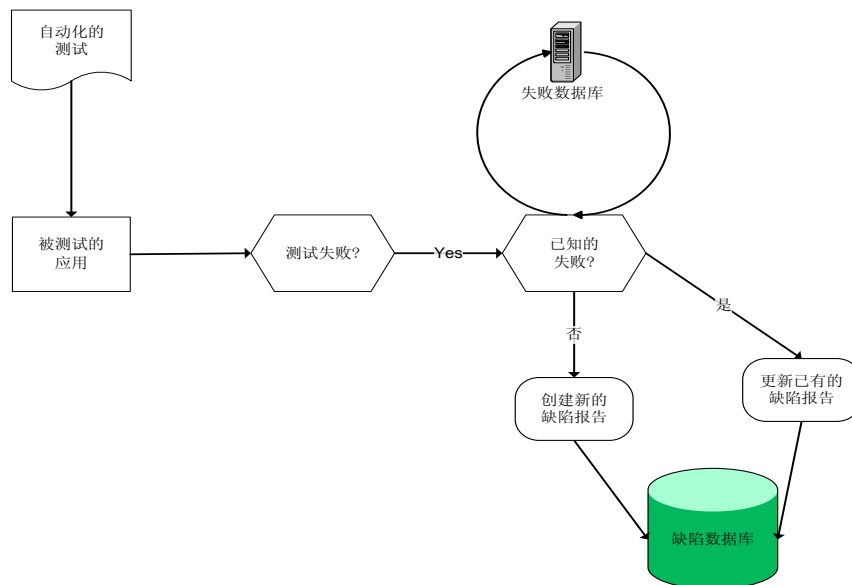 自动化的
测试
失败数据库
被测试的
应用
测试失败?
Yes
已知的
失败?
是
否
更新已有的
缺陷报告
创建新的
缺陷报告
缺陷数据库